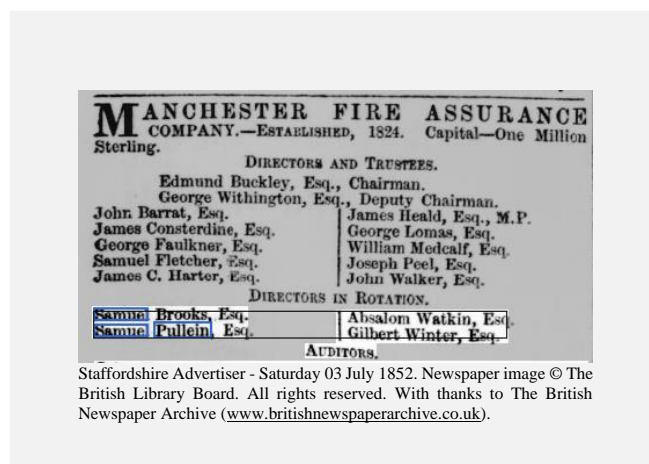 MANCHESTER FIRE ASSURANCE
COMPANY.—ESTABLISHED, 1824. Capital—One Million
Sterling.
DIRECTORS AND TRUSTEES.
Edmund Buckley, Esq., Chairman.
George Withington, Esq., Deputy Chairman.
John Barrat, Esq.
James Consterdine, Esq.
George Faulkner, Esq.
Samuel Fletcher, Esq.
James C. Harter, Esq.
James Heald, Esq., M.P.
George Lomas, Esq.
William Medcalf, Esq.
Joseph Peel, Esq.
John Walker, Esq.
DIRECTORS IN ROTATION.
Samuel Brooks, Esq.
Samuel Pullein, Esq.
Absalom Watkin, Esq.
Gilbert Winter, Esq.
AUDITORS.
Staffordshire Advertiser - Saturday 03 July 1852. Newspaper image © The
British Library Board. All rights reserved. With thanks to The British
Newspaper Archive (www.britishnewspaperarchive.co.uk).